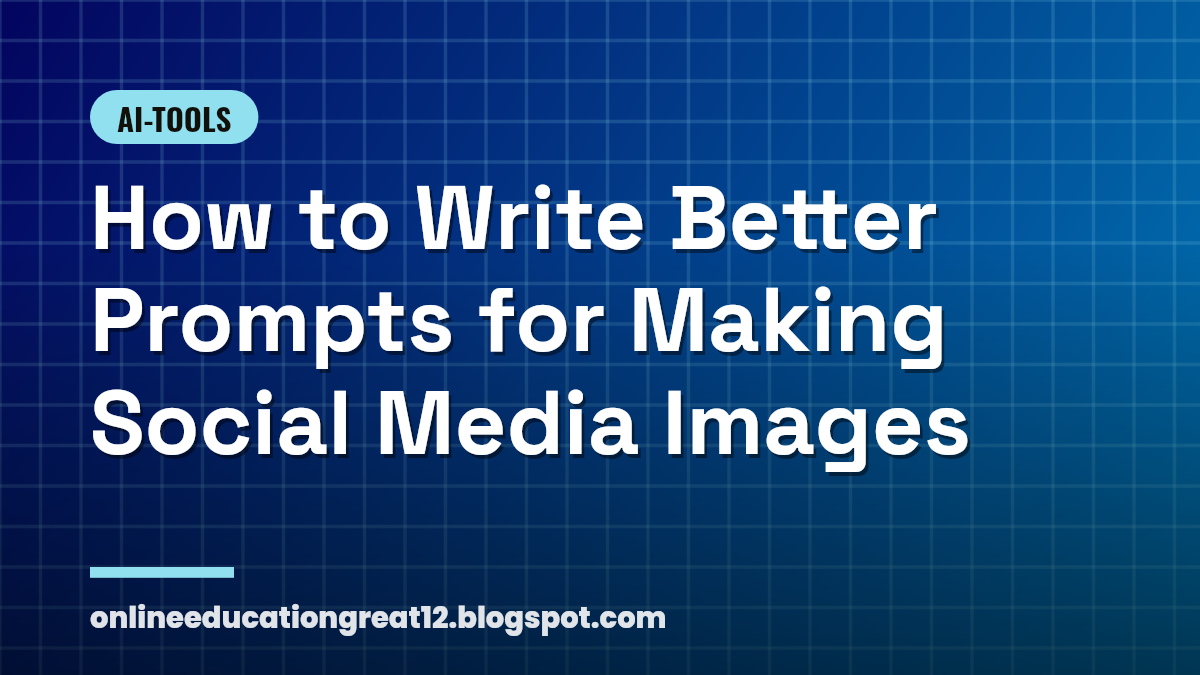 AI-TOOLS
How to Write Better
Prompts for Making
Social Media Images
onlineeducationgreat12.blogspot.com